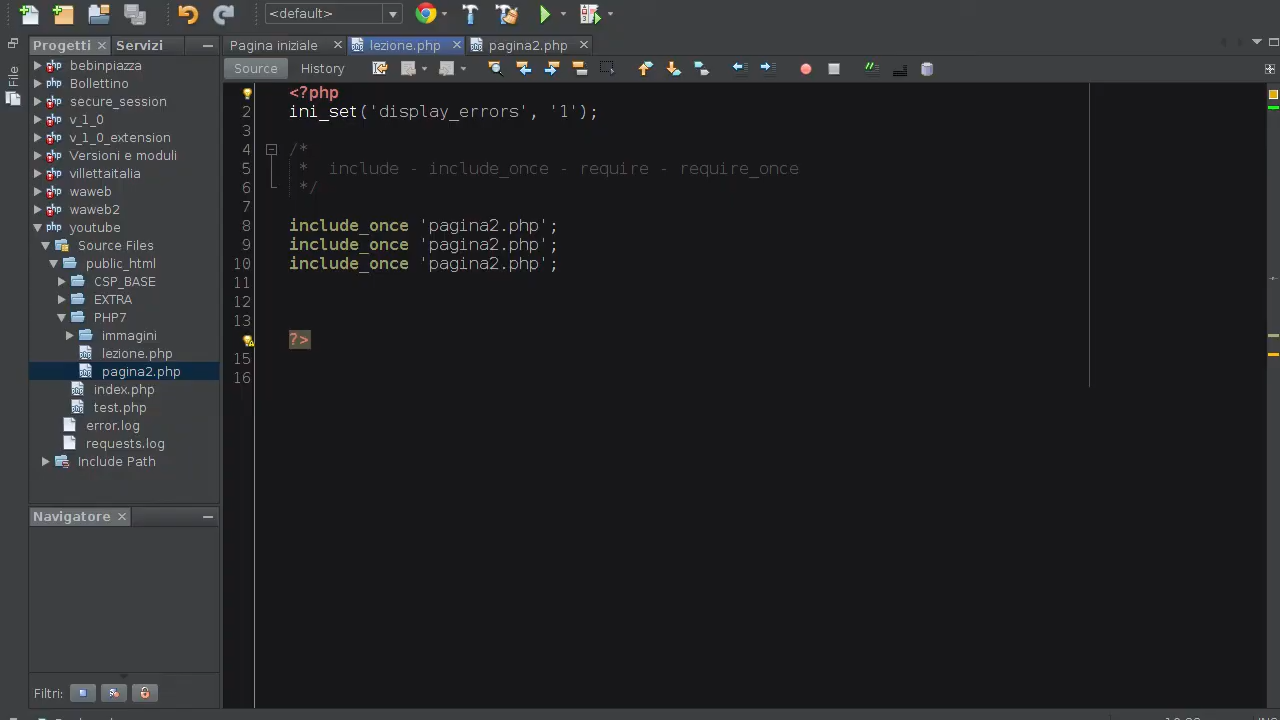 <default>
Progetti
Servizi
Pagina iniziale
lezione.php
pagina2.php
File
Source
History
bebinpiazza
Bollettino
secure_session
v_1_0
v_1_0_extension
Versioni e moduli
villettaitalia
waweb
waweb2
youtube
Source Files
public_html
CSP_BASE
EXTRA
PHP7
immagini
lezione.php
pagina2.php
index.php
test.php
error.log
requests.log
Include Path
Navigatore
Filtri:
<?php
2 ini_set('display_errors', '1');
3
4 /*
5 * include - include_once - require - require_once
6 */
7
8 include_once 'pagina2.php';
9 include_once 'pagina2.php';
10 include_once 'pagina2.php';
11
12
13
?>
15
16